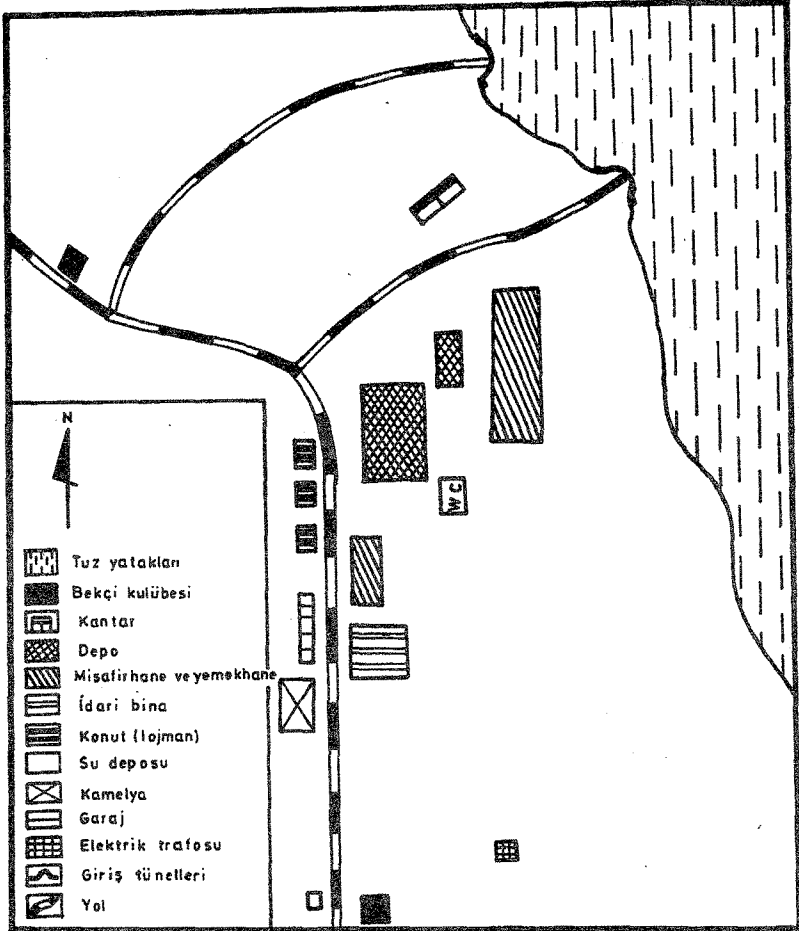 WC
N
Tuz yatakları
Bekçi kulübesi
Kantar
Depo
Misafirhane ve yemekhane
İdari bina
Konut (lojman)
Su deposu
Kamelya
Garaj
Elektrik trafosu
Giriş tünelleri
Yol